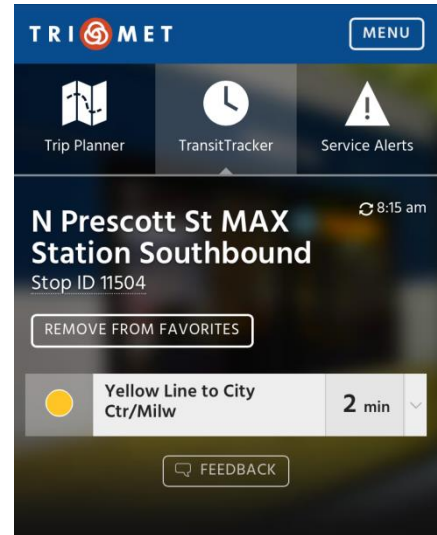 TRI MET
MENU
Trip Planner
TransitTracker
Service Alerts
N Prescott St MAX
Station Southbound
8:15 am
Stop ID 11504
REMOVE FROM FAVORITES
Yellow Line to City
Ctr/Milw
2 min
FEEDBACK